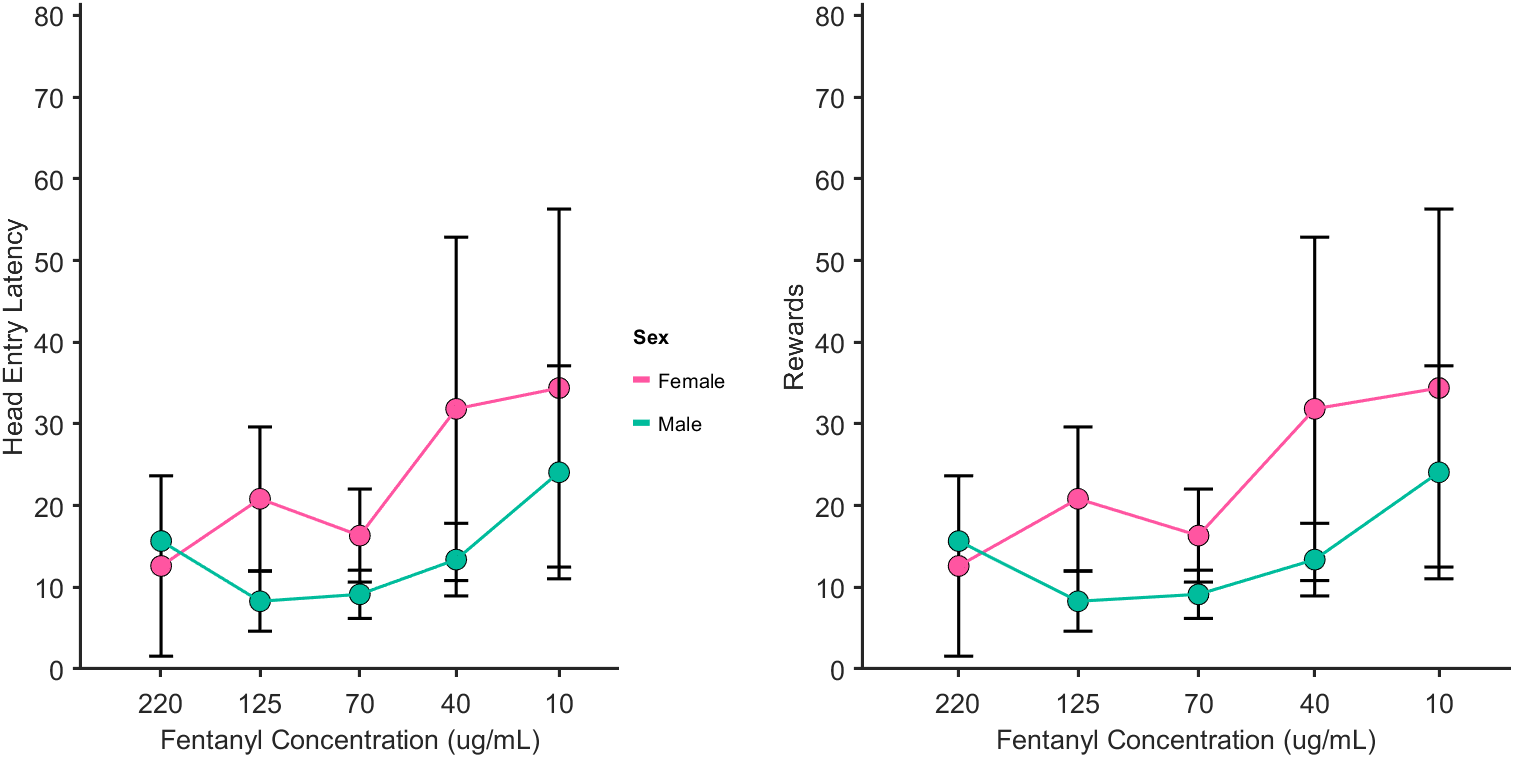 80
70
60
50
40
30
20
10
0
Head Entry Latency
220 125 70 40 10
Fentanyl Concentration (ug/mL)
Sex
Female
Male
80
70
60
50
40
30
20
10
0
Rewards
220 125 70 40 10
Fentanyl Concentration (ug/mL)